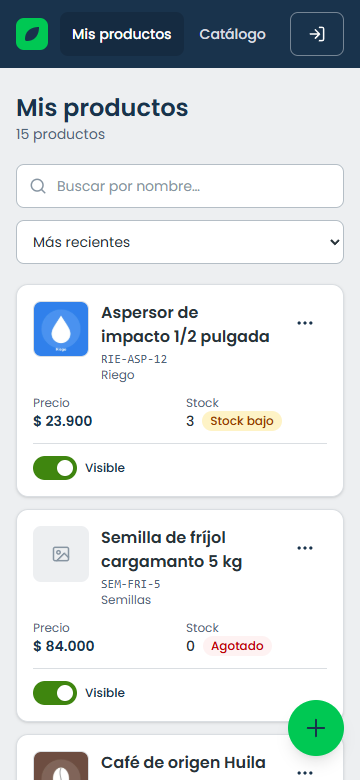 Mis productos
Catálogo
Mis productos
15 productos
Buscar por nombre...
Más recientes
Aspersor de
impacto 1/2 pulgada
RIE-ASP-12
Riego
Precio
Stock
$ 23.900
3
Stock bajo
Visible
Semilla de fríjol
cargamanto 5 kg
SEM-FRI-5
Semillas
Precio
Stock
$ 84.000
0
Agotado
Visible
Café de origen Huila